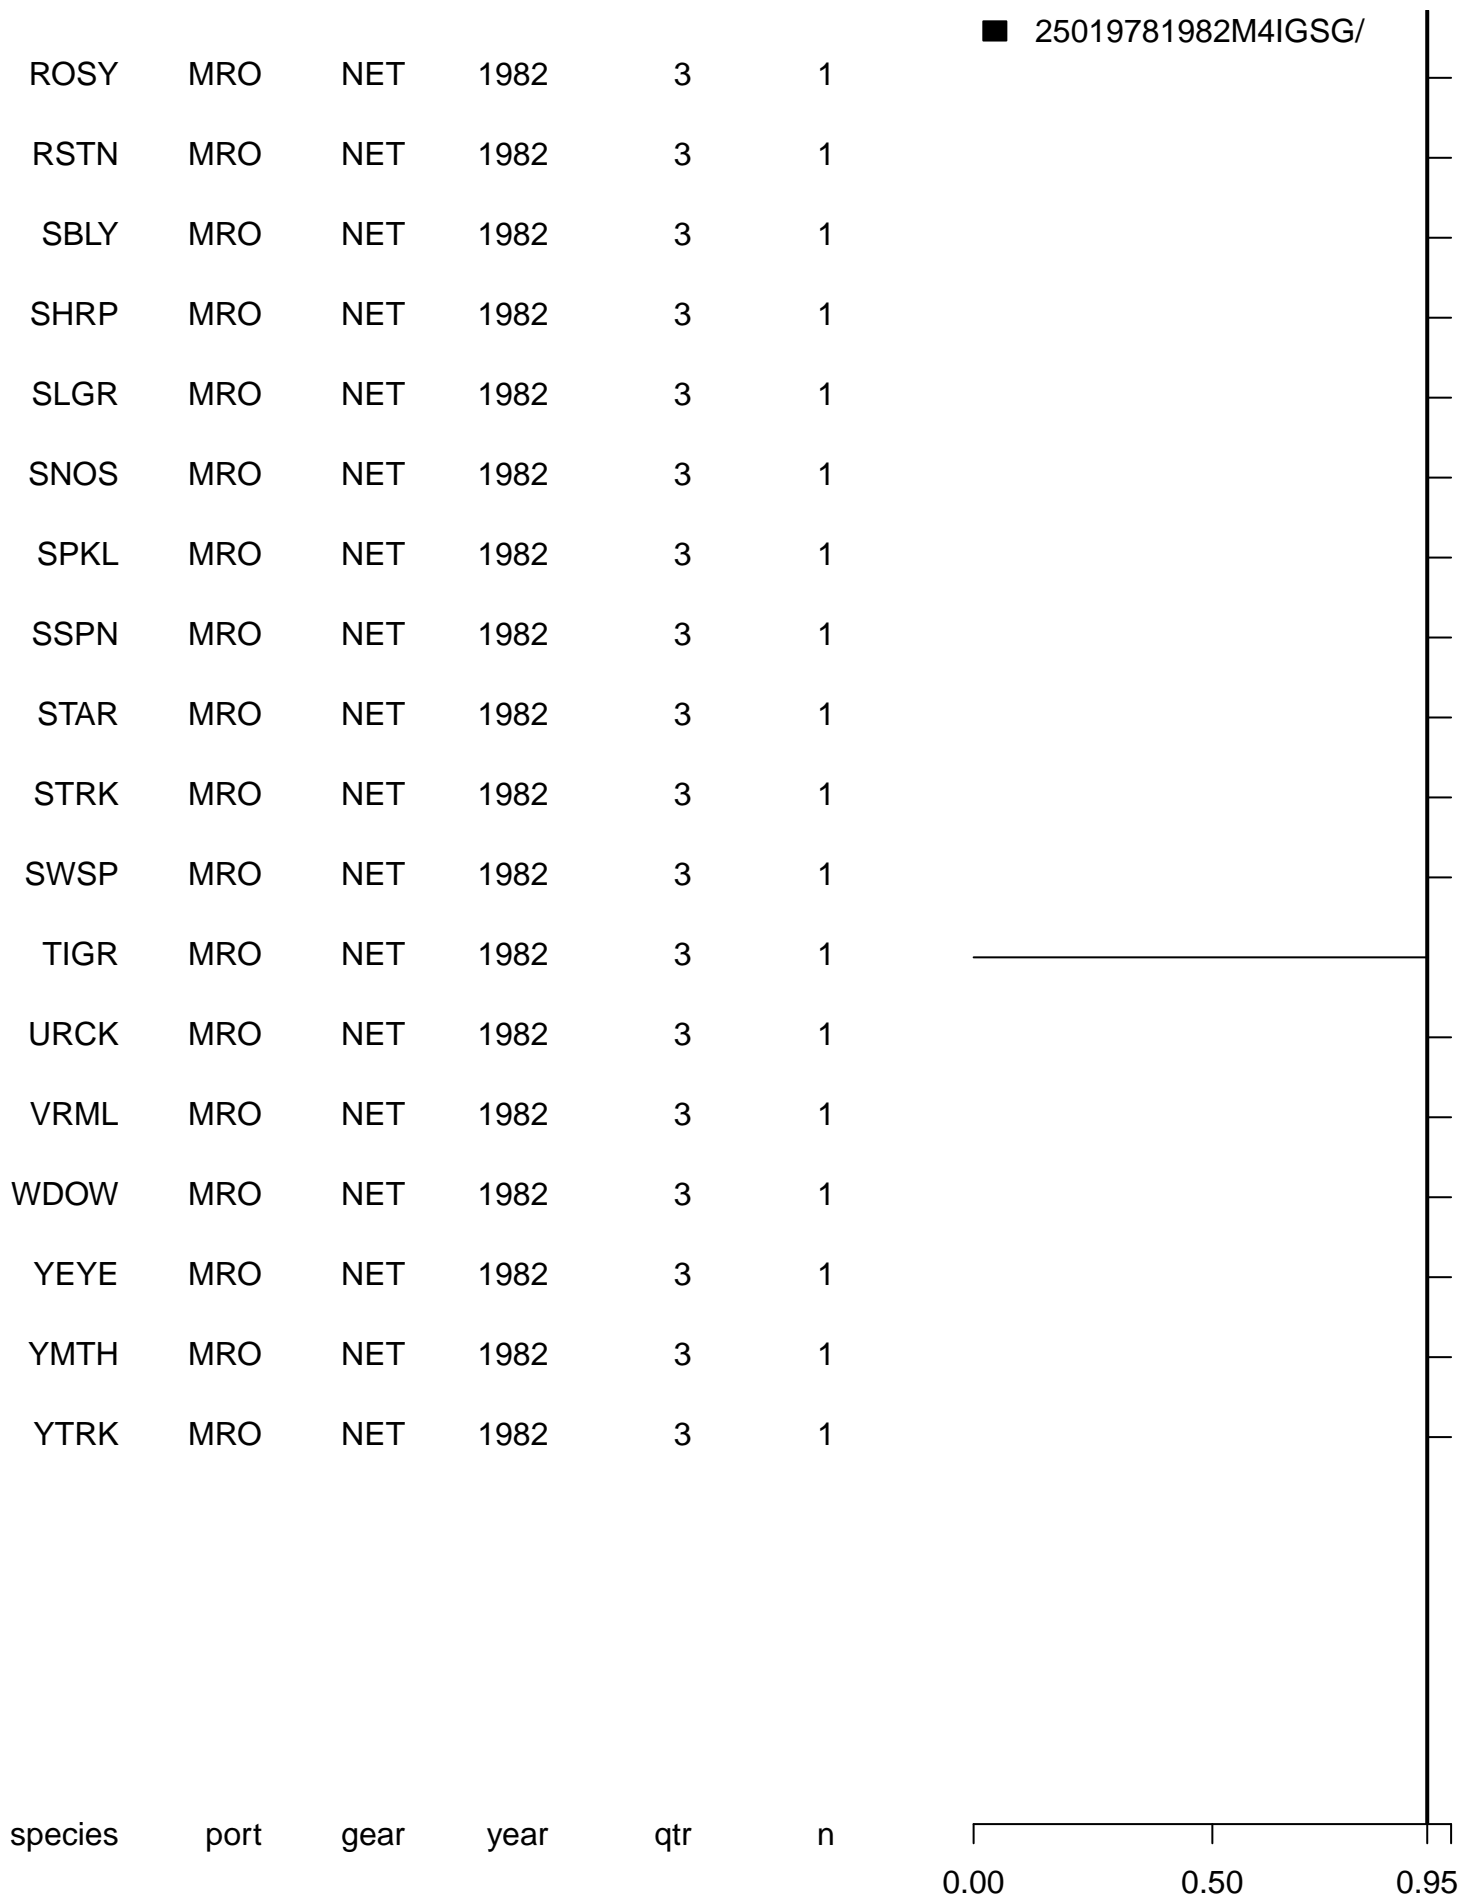 25019781982M4IGSG/
ROSY MRO NET 1982 3 1
RSTN MRO NET 1982 3 1
SBLY MRO NET 1982 3 1
SHRP MRO NET 1982 3 1
SLGR MRO NET 1982 3 1
SNOS MRO NET 1982 3 1
SPKL MRO NET 1982 3 1
SSPN MRO NET 1982 3 1
STAR MRO NET 1982 3 1
STRK MRO NET 1982 3 1
SWSP MRO NET 1982 3 1
TIGR MRO NET 1982 3 1
URCK MRO NET 1982 3 1
VRML MRO NET 1982 3 1
WDOW MRO NET 1982 3 1
YEYE MRO NET 1982 3 1
YMTH MRO NET 1982 3 1
YTRK MRO NET 1982 3 1
species port gear year qtr n
0.00 0.50 0.95